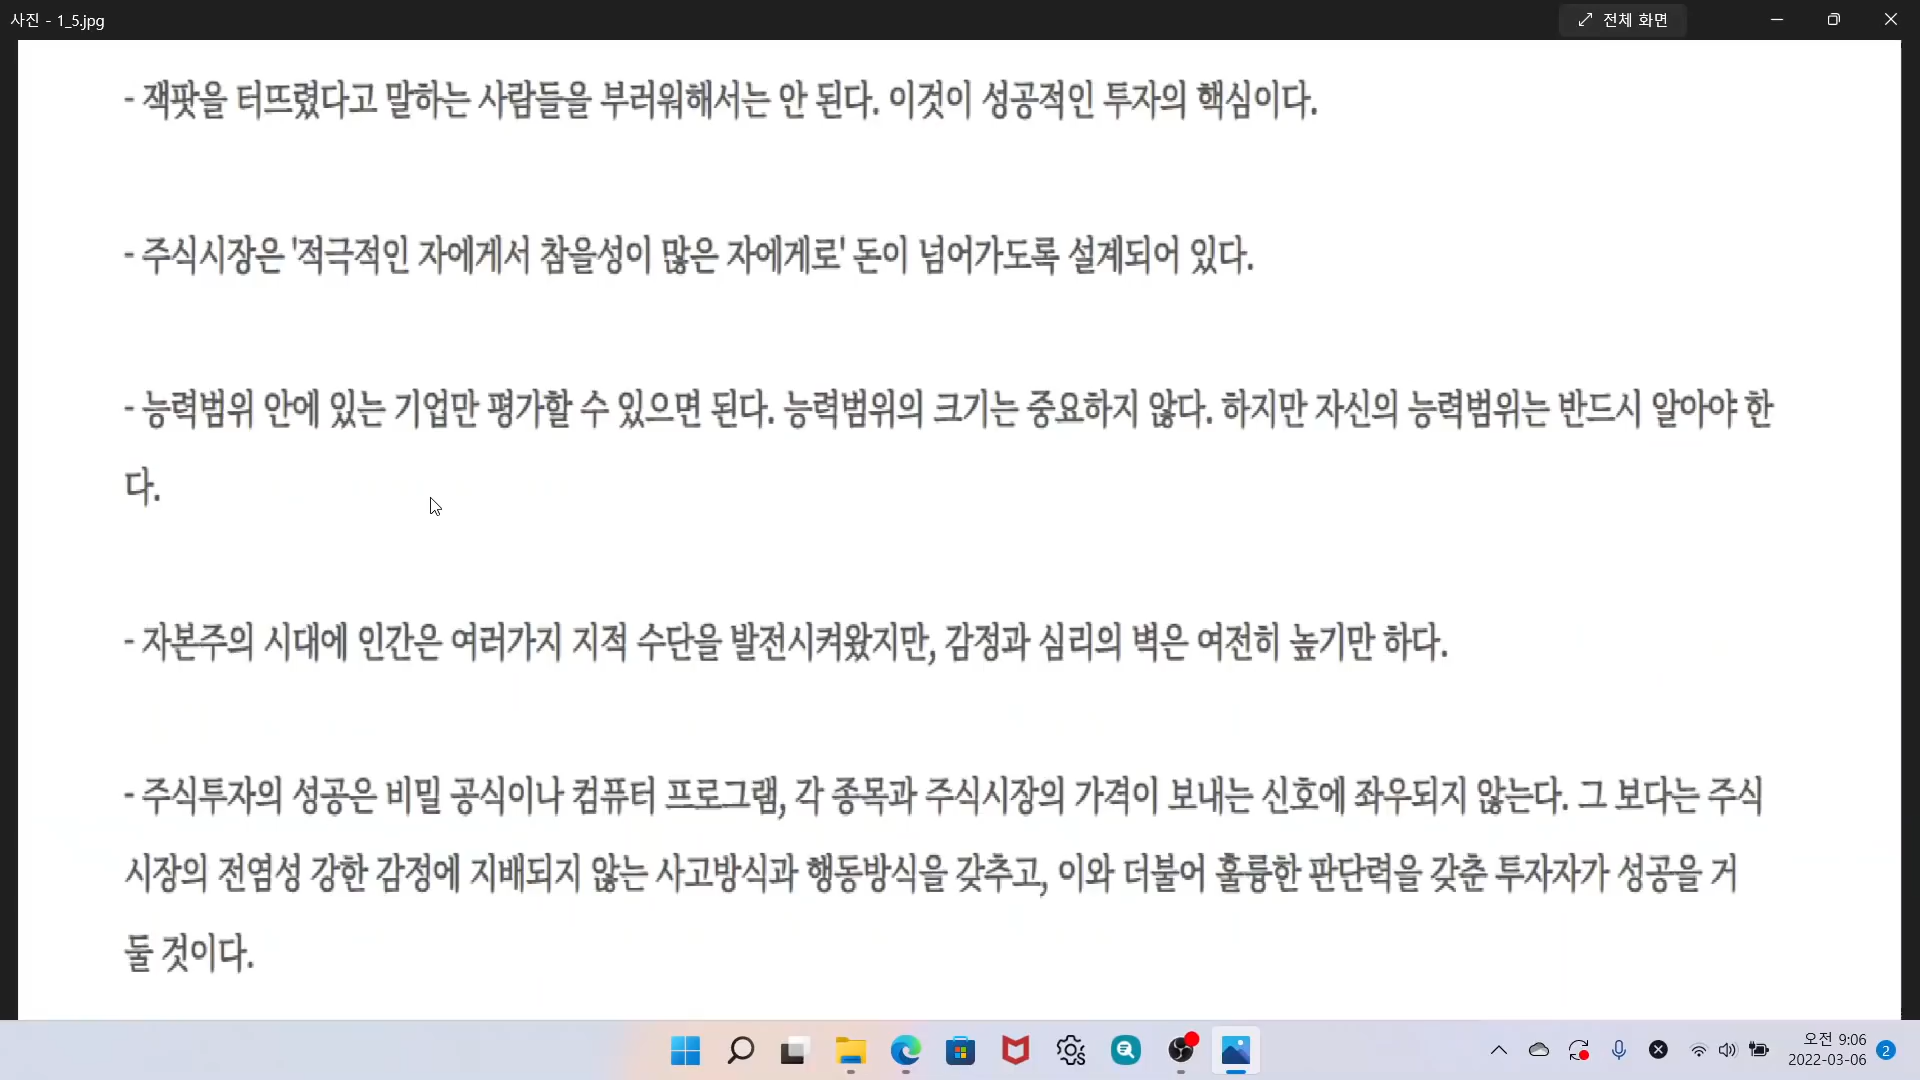 사진 - 1_5.jpg
전체 화면
- 잭팟을 터뜨렸다고 말하는 사람들을 부러워해서는 안 된다. 이것이 성공적인 투자의 핵심이다.
- 주식시장은 '적극적인 자에게서 참을성이 많은 자에게로' 돈이 넘어가도록 설계되어 있다.
- 능력범위 안에 있는 기업만 평가할 수 있으면 된다. 능력범위의 크기는 중요하지 않다. 하지만 자신의 능력범위는 반드시 알아야 한
다.
- 자본주의 시대에 인간은 여러가지 지적 수단을 발전시켜왔지만, 감정과 심리의 벽은 여전히 높기만 하다.
- 주식투자의 성공은 비밀 공식이나 컴퓨터 프로그램, 각 종목과 주식시장의 가격이 보내는 신호에 좌우되지 않는다. 그 보다는 주식
시장의 전염성 강한 감정에 지배되지 않는 사고방식과 행동방식을 갖추고, 이와 더불어 훌륭한 판단력을 갖춘 투자자가 성공을 거
둘 것이다.
오전 9:06
2022-03-06
2